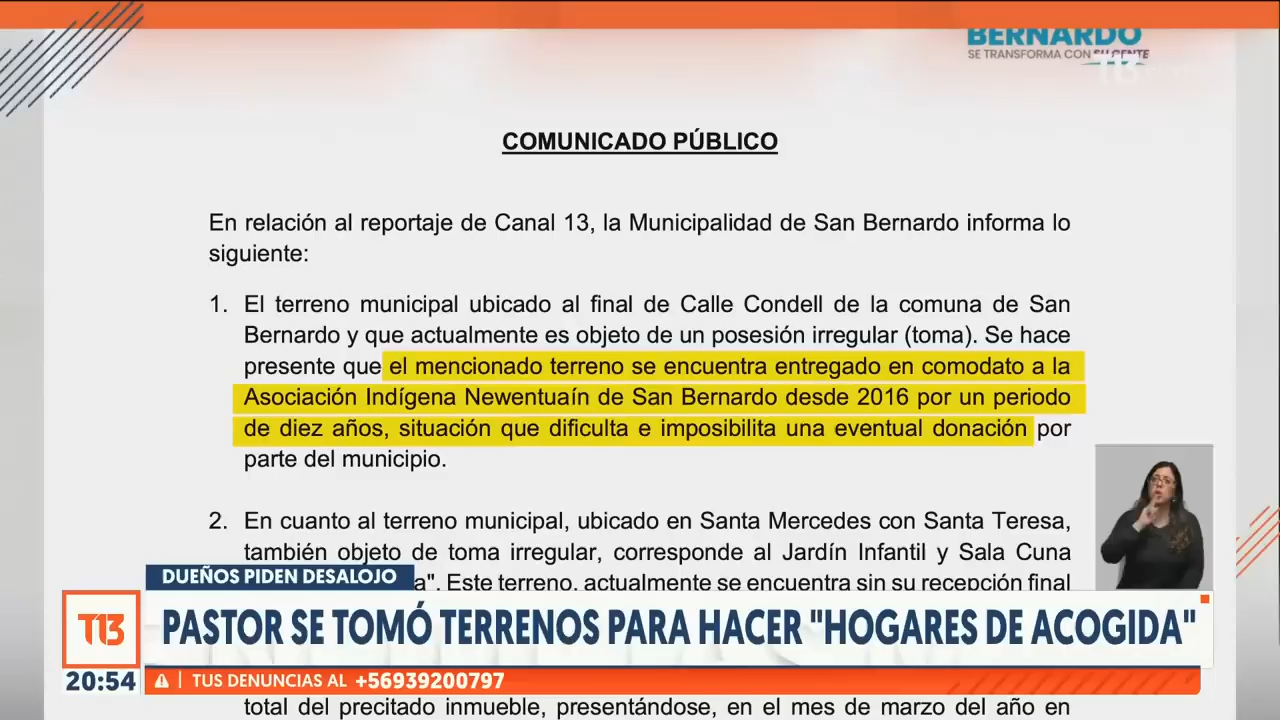 BERNARDO
SE TRANSFORMA CON SU GENTE
T13
COMUNICADO PÚBLICO
En relación al reportaje de Canal 13, la Municipalidad de San Bernardo informa lo
siguiente:
1. El terreno municipal ubicado al final de Calle Condell de la comuna de San
Bernardo y que actualmente es objeto de un posesión irregular (toma). Se hace
presente que el mencionado terreno se encuentra entregado en comodato a la
Asociación Indígena Newentuaín de San Bernardo desde 2016 por un periodo
de diez años, situación que dificulta e imposibilita una eventual donación por
parte del municipio.
2. En cuanto al terreno municipal, ubicado en Santa Mercedes con Santa Teresa,
también objeto de toma irregular, corresponde al Jardín Infantil y Sala Cuna
a". Este terreno, actualmente se encuentra sin su recepción final
DUEÑOS PIDEN DESALOJO
T13
PASTOR SE TOMÓ TERRENOS PARA HACER "HOGARES DE ACOGIDA"
20:54
TUS DENUNCIAS AL +56939200797
total del precitado inmueble, presentándose, en el mes de marzo del año en